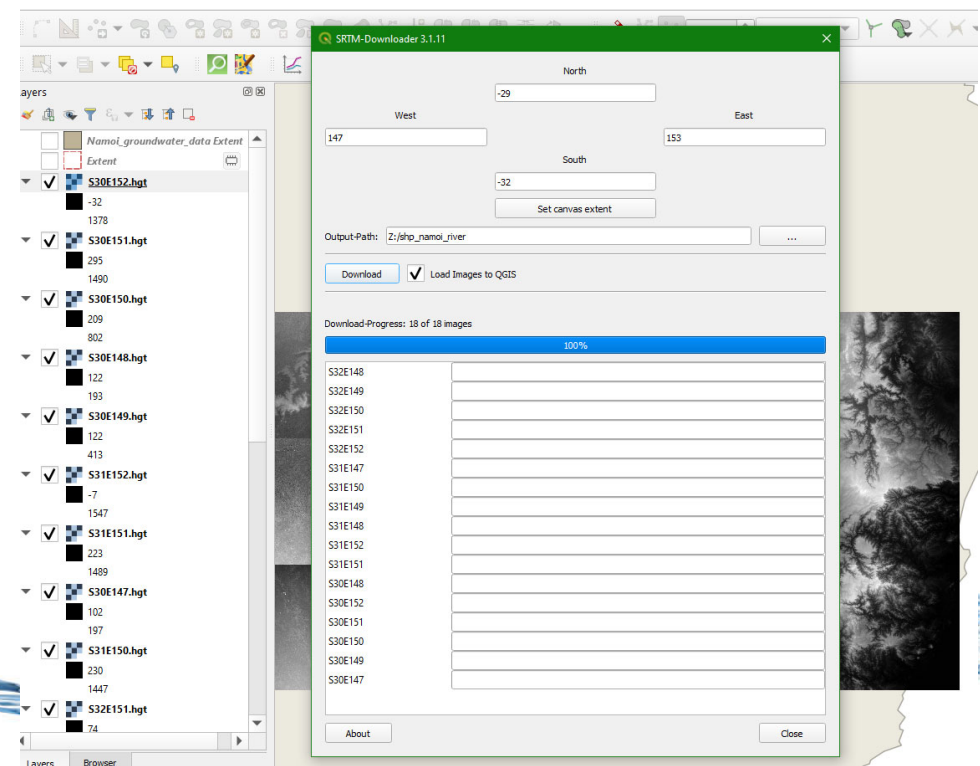 SRTM-Downloader 3.1.11
North
-29
West
East
147
153
South
-32
Set canvas extent
Output-Path: Z:/shp_namoi_river ...
Download Load Images to QGIS
Download-Progress: 18 of 18 images
100%
S32E148
S32E149
S32E150
S32E151
S32E152
S31E147
S31E150
S31E149
S31E148
S31E152
S31E151
S30E148
S30E152
S30E151
S30E150
S30E149
S30E147
About Close
ayers
Namoi_groundwater_data Extent
Extent
S30E152.hgt
-32
1378
S30E151.hgt
295
1490
S30E150.hgt
209
802
S30E148.hgt
122
193
S30E149.hgt
122
413
S31E152.hgt
-7
1547
S31E151.hgt
223
1489
S30E147.hgt
102
197
S31E150.hgt
230
1447
S32E151.hgt
74
Layers Browser